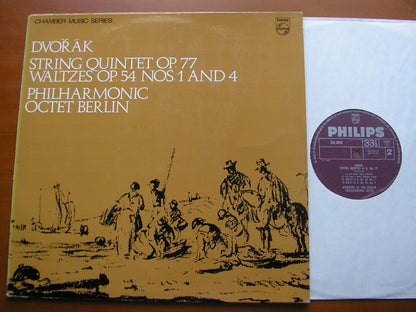 CHAMBER-MUSIC SERIES
PHILIPS
DVOŘÁK
STRING QUINTET OP. 77
WALTZES OP. 54 NOS. 1 AND 4
PHILHARMONIC
OCTET BERLIN
PHILIPS
33⅓
2